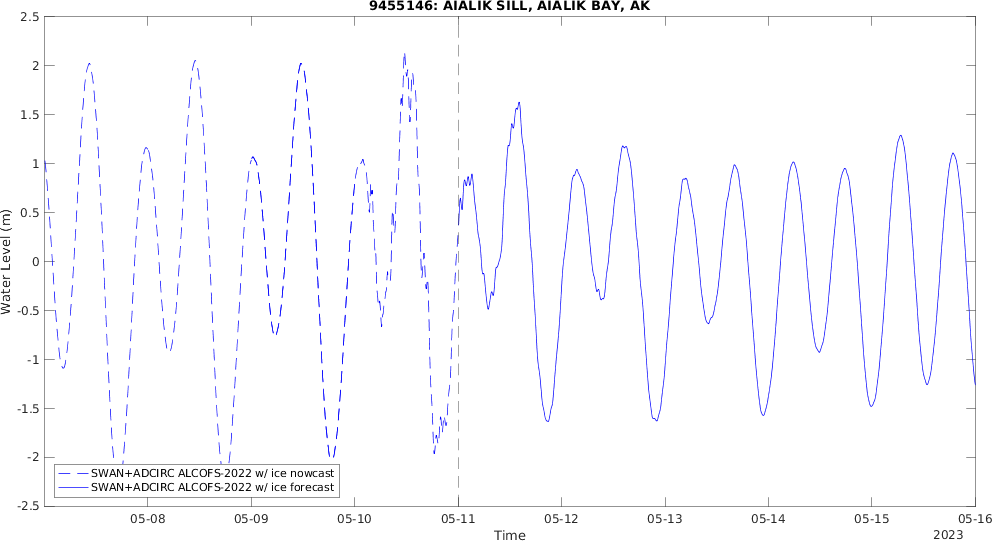 9455146: AIALIK SILL, AIALIK BAY, AK
2.5
2
1.5
1
0.5
0
-0.5
-1
-1.5
-2
-2.5
Water Level (m)
SWAN+ADCIRC ALCOFS-2022 w/ ice nowcast
SWAN+ADCIRC ALCOFS-2022 w/ ice forecast
05-08 05-09 05-10 05-11 05-12 05-13 05-14 05-15 05-16
Time
2023